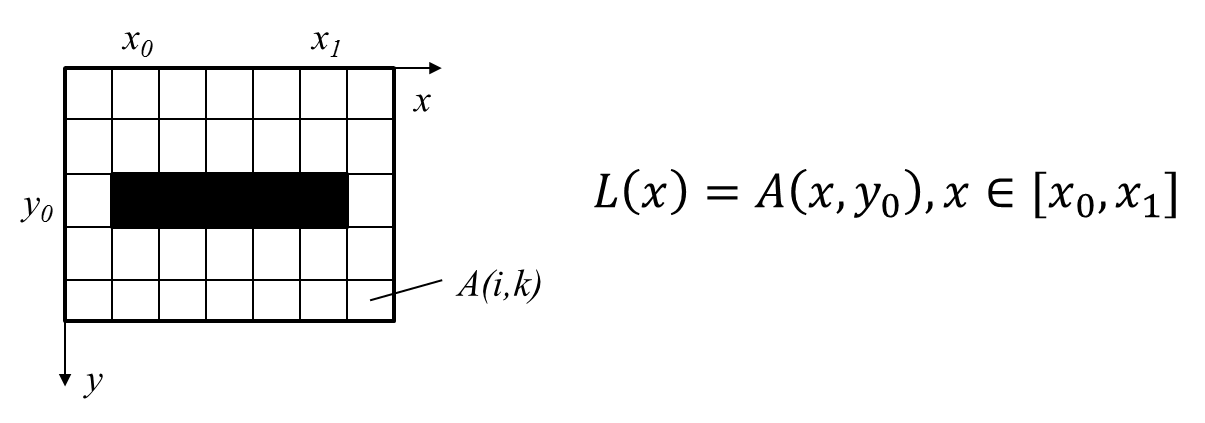 x₀ x₁
x
y₀
L(x) = A(x, y₀), x ∈ [x₀, x₁]
A(i,k)
y